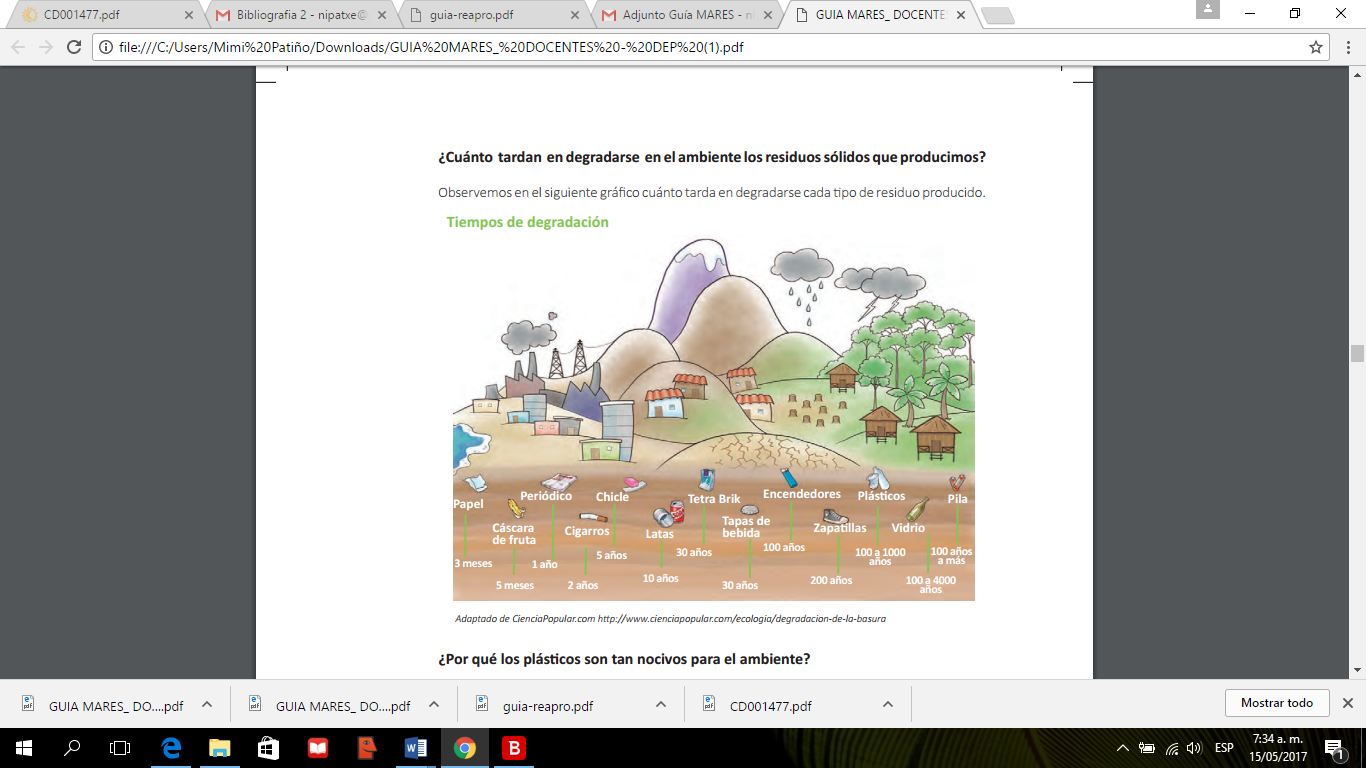 CD001477.pdf
Bibliografia 2 - nipatxe@
guia-reapro.pdf
Adjunto Guía MARES - n
GUIA MARES_ DOCENTES
file:///C:/Users/Mimi%20Patiño/Downloads/GUIA%20MARES_%20DOCENTES%20-%20DEP%20(1).pdf
¿Cuánto tardan en degradarse en el ambiente los residuos sólidos que producimos?
Observemos en el siguiente gráfico cuánto tarda en degradarse cada tipo de residuo producido.
Tiempos de degradación
Papel
3 meses
Cáscara
de fruta
5 meses
Periódico
1 año
Cigarros
2 años
Chicle
5 años
Latas
10 años
Tetra Brik
30 años
Tapas de
bebida
30 años
Encendedores
100 años
Zapatillas
200 años
Plásticos
100 a 1000
años
Vidrio
100 a 4000
años
Pila
100 años
a más
Adaptado de CienciaPopular.com http://www.cienciapopular.com/ecologia/degradacion-de-la-basura
¿Por qué los plásticos son tan nocivos para el ambiente?
GUIA MARES_ DO....pdf
GUIA MARES_ DO....pdf
guia-reapro.pdf
CD001477.pdf
Mostrar todo
ESP
7:34 a. m.
15/05/2017
1